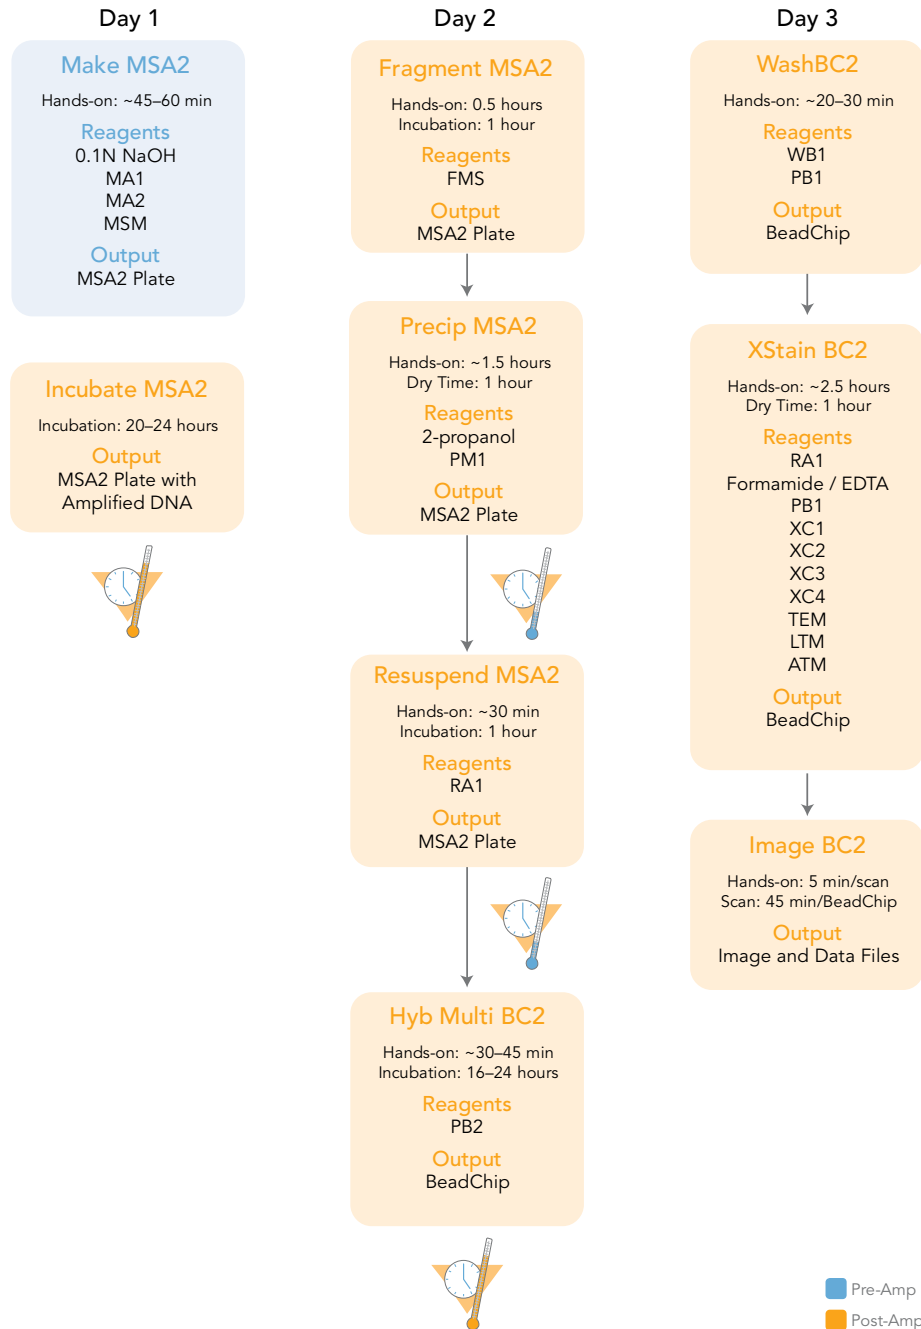 Day 1
Make MSA2
Hands-on: ~45–60 min
Reagents
0.1N NaOH
MA1
MA2
MSM
Output
MSA2 Plate
Incubate MSA2
Incubation: 20–24 hours
Output
MSA2 Plate with
Amplified DNA
Day 2
Fragment MSA2
Hands-on: 0.5 hours
Incubation: 1 hour
Reagents
FMS
Output
MSA2 Plate
Precip MSA2
Hands-on: ~1.5 hours
Dry Time: 1 hour
Reagents
2-propanol
PM1
Output
MSA2 Plate
Resuspend MSA2
Hands-on: ~30 min
Incubation: 1 hour
Reagents
RA1
Output
MSA2 Plate
Hyb Multi BC2
Hands-on: ~30–45 min
Incubation: 16–24 hours
Reagents
PB2
Output
BeadChip
Day 3
WashBC2
Hands-on: ~20–30 min
Reagents
WB1
PB1
Output
BeadChip
XStain BC2
Hands-on: ~2.5 hours
Dry Time: 1 hour
Reagents
RA1
Formamide / EDTA
PB1
XC1
XC2
XC3
XC4
TEM
LTM
ATM
Output
BeadChip
Image BC2
Hands-on: 5 min/scan
Scan: 45 min/BeadChip
Output
Image and Data Files
Pre-Amp
Post-Amp